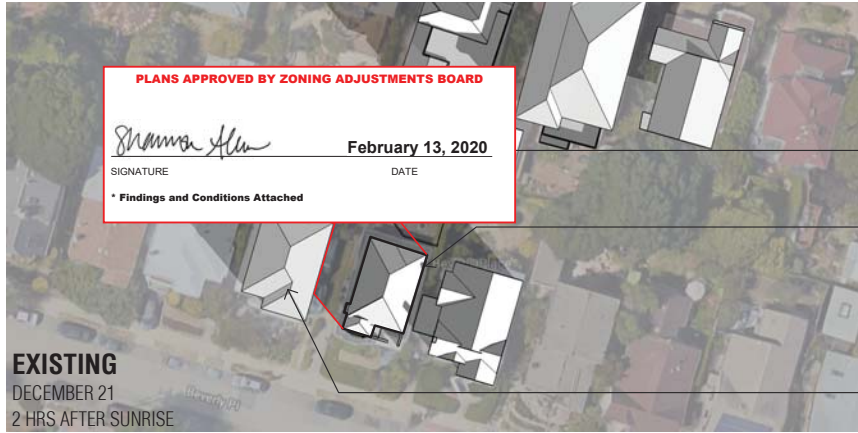 PLANS APPROVED BY ZONING ADJUSTMENTS BOARD
February 13, 2020
SIGNATURE DATE
* Findings and Conditions Attached
EXISTING
DECEMBER 21
2 HRS AFTER SUNRISE